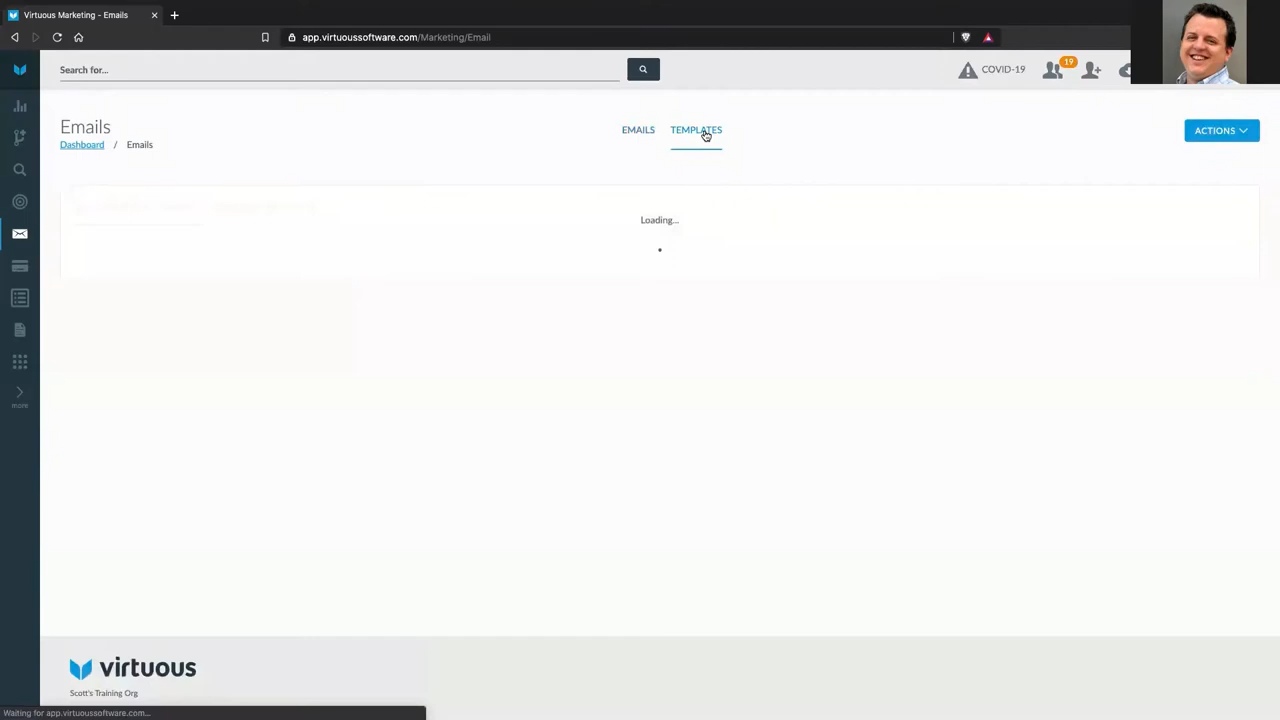 Virtuous Marketing - Emails
app.virtuoussoftware.com/Marketing/Email
Search for...
COVID-19
19
Emails
Dashboard / Emails
EMAILS
TEMPLATES
ACTIONS
Loading...
more
virtuous
Scott's Training Org
Waiting for app.virtuoussoftware.com...